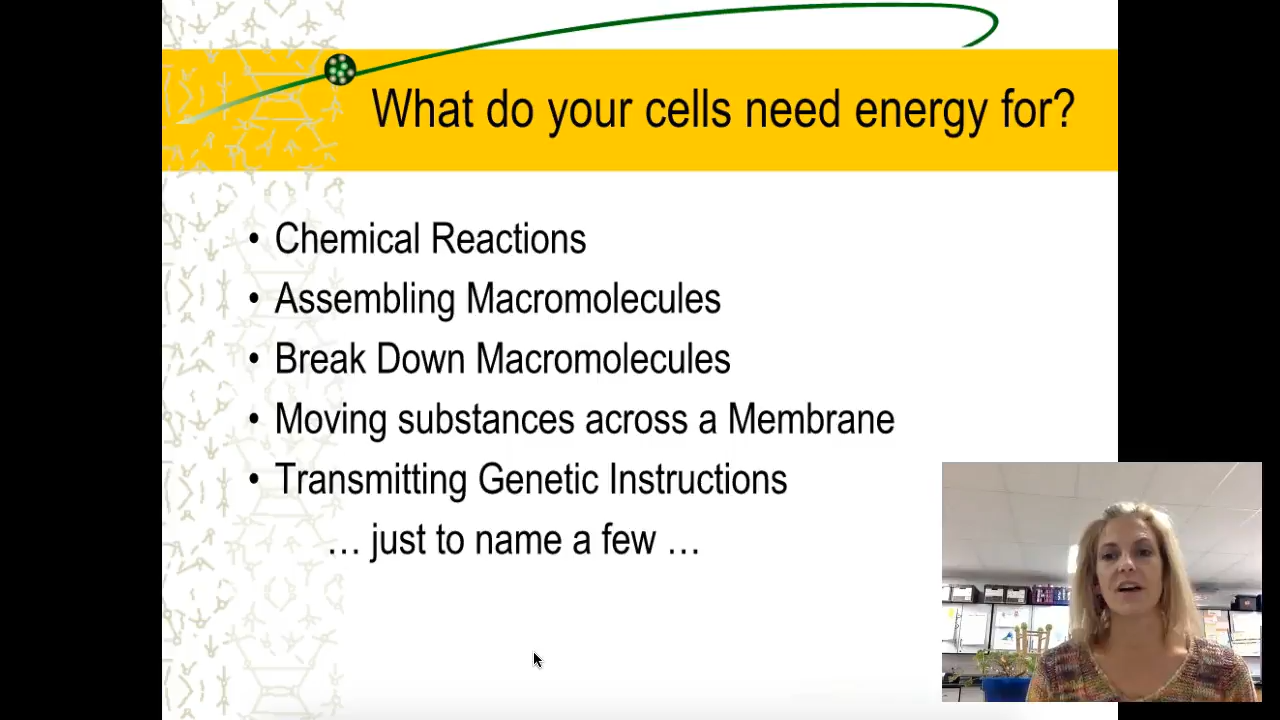 What do your cells need energy for?
• Chemical Reactions
• Assembling Macromolecules
• Break Down Macromolecules
• Moving substances across a Membrane
• Transmitting Genetic Instructions
… just to name a few …